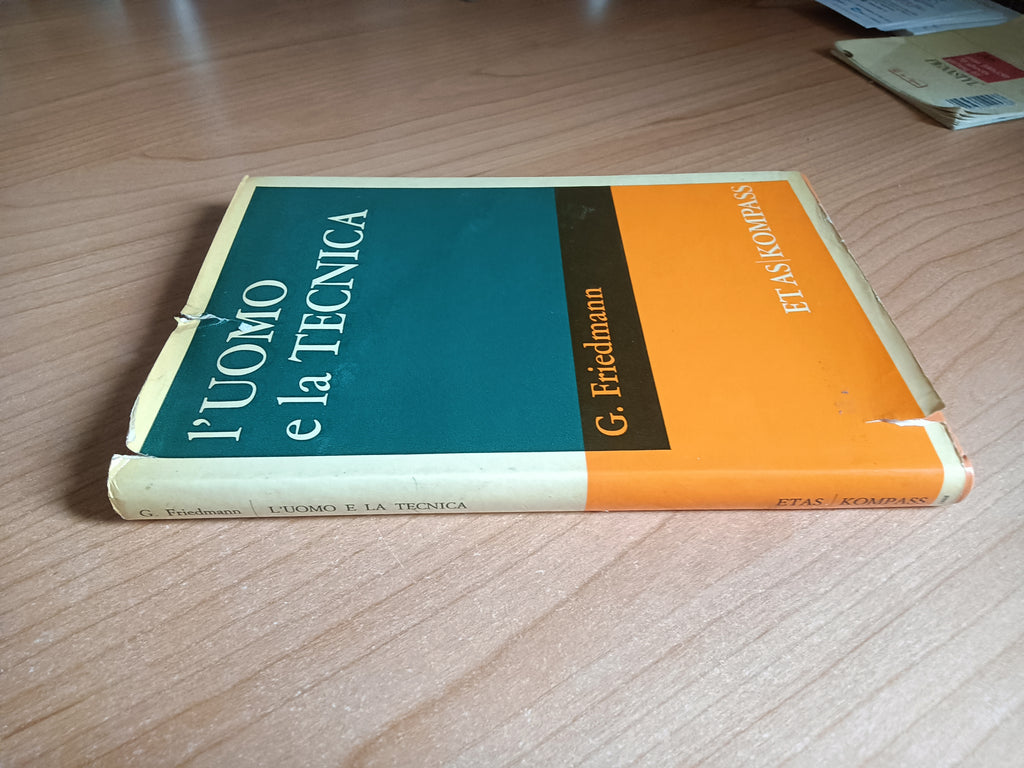 l'UOMO
e la TECNICA
G. Friedmann
ETAS|KOMPASS
G. Friedmann | L'UOMO E LA TECNICA
ETAS | KOMPASS